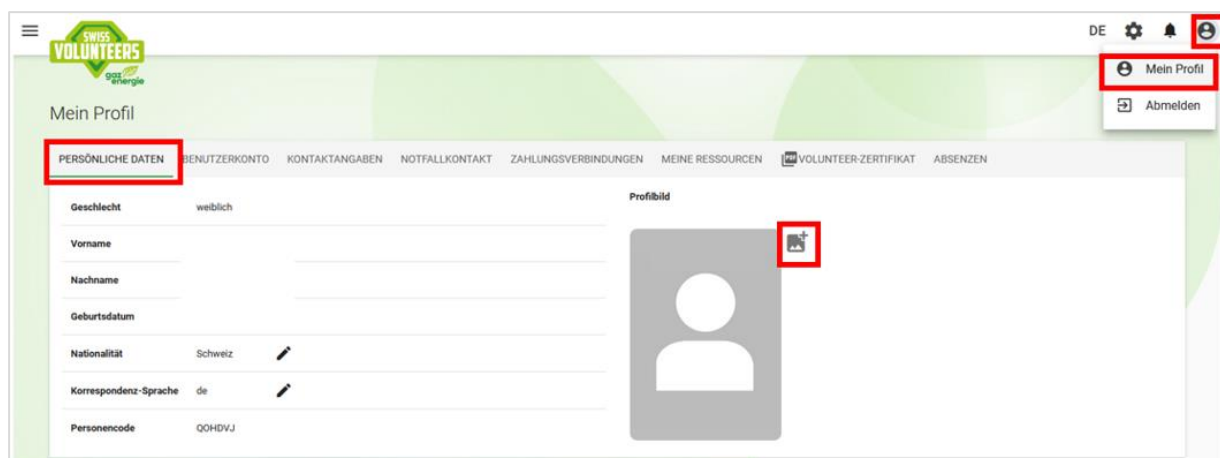 DE
SWISS
VOLUNTEERS
gaz
energie
Mein Profil
Abmelden
Mein Profil
PERSÖNLICHE DATEN BENUTZERKONTO KONTAKTANGABEN NOTFALLKONTAKT ZAHLUNGSVERBINDUNGEN MEINE RESSOURCEN PDF VOLUNTEER-ZERTIFIKAT ABSENZEN
Geschlecht weiblich
Vorname
Nachname
Geburtsdatum
Nationalität Schweiz
Korrespondenz-Sprache de
Personencode QOHDVJ
Profilbild